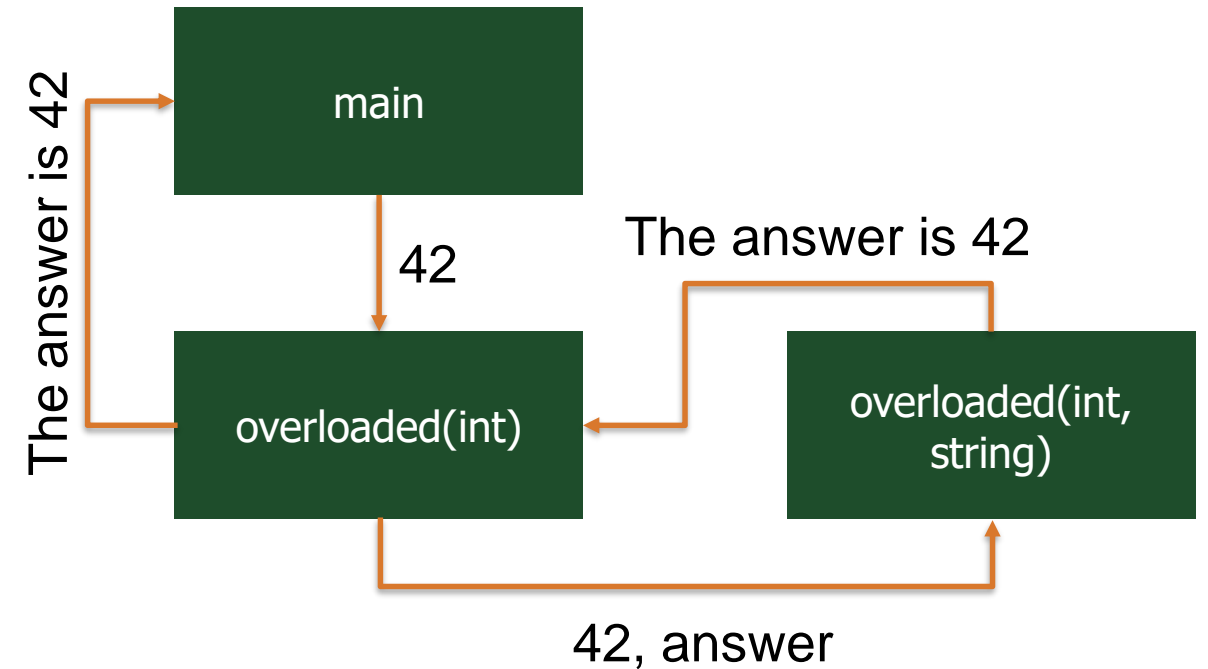 main
The answer is 42
42
The answer is 42
overloaded(int)
overloaded(int,
string)
42, answer